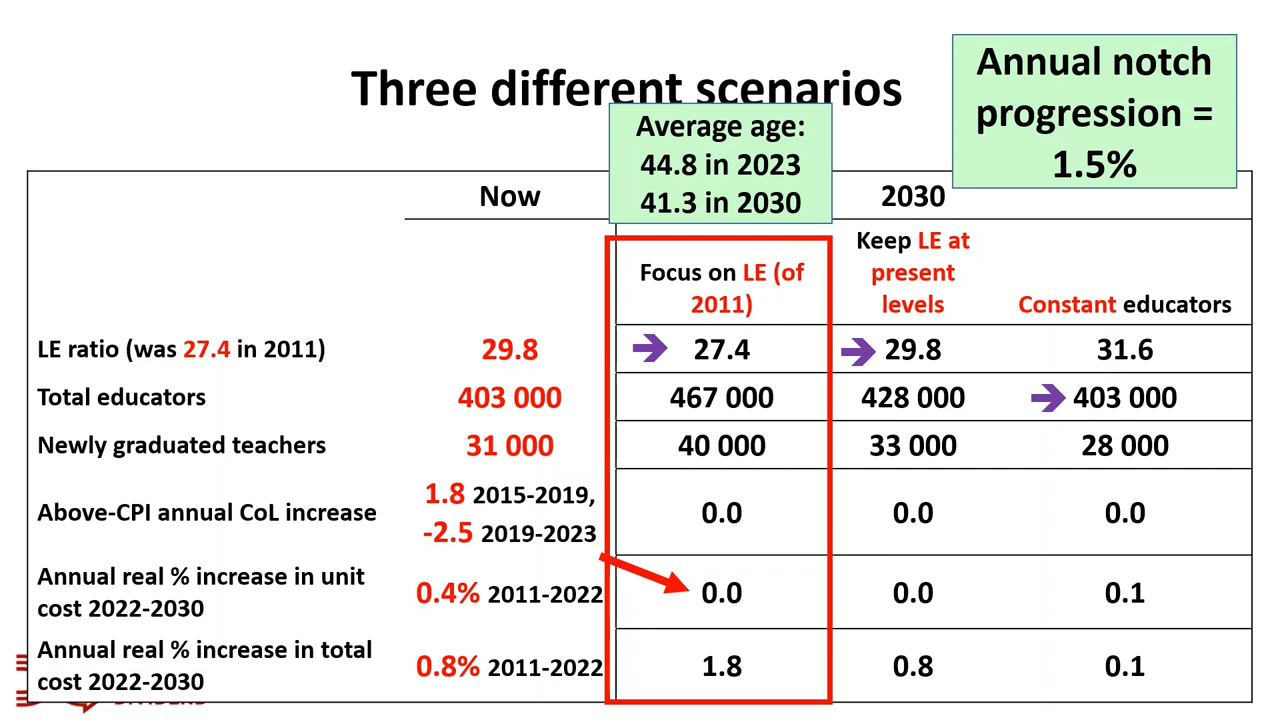 Three different scenarios
Annual notch
progression =
1.5%
Average age:
44.8 in 2023
41.3 in 2030
Now
2030
Focus on LE (of
2011)
Keep LE at
present
levels
Constant educators
LE ratio (was 27.4 in 2011)
29.8
27.4
29.8
31.6
Total educators
403 000
467 000
428 000
403 000
Newly graduated teachers
31 000
40 000
33 000
28 000
Above-CPI annual CoL increase
1.8 2015-2019,
-2.5 2019-2023
0.0
0.0
0.0
Annual real % increase in unit
cost 2022-2030
0.4% 2011-2022
0.0
0.0
0.1
Annual real % increase in total
cost 2022-2030
0.8% 2011-2022
1.8
0.8
0.1